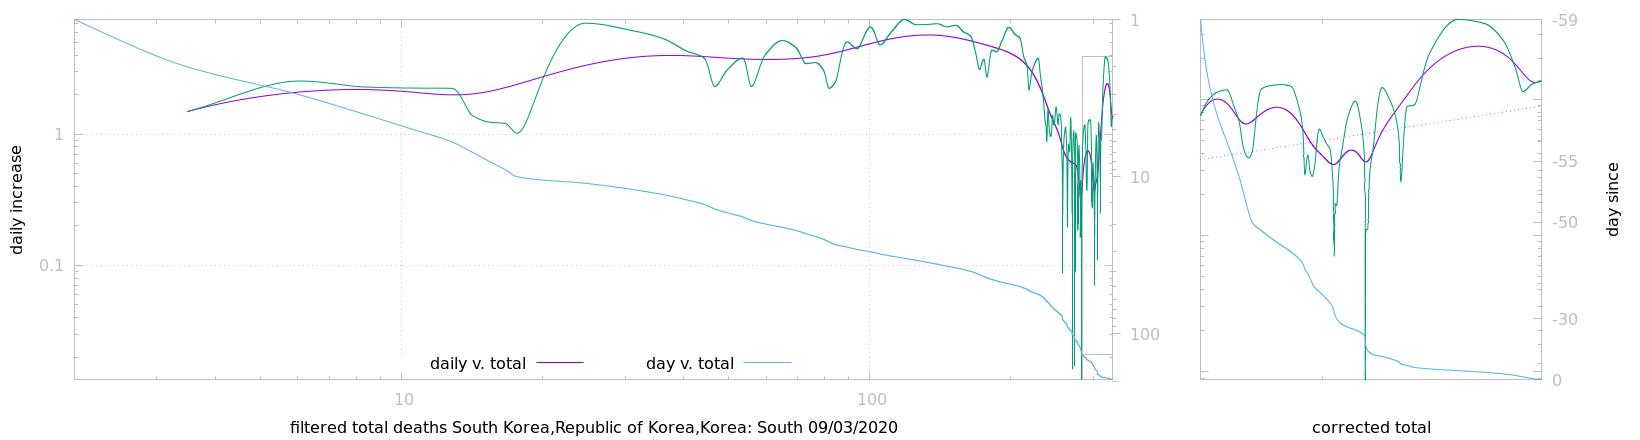 daily increase
1
0.1
10
100
1
10
100
daily v. total
day v. total
filtered total deaths South Korea,Republic of Korea,Korea: South 09/03/2020
-59
-55
-50
-30
0
day since
corrected total